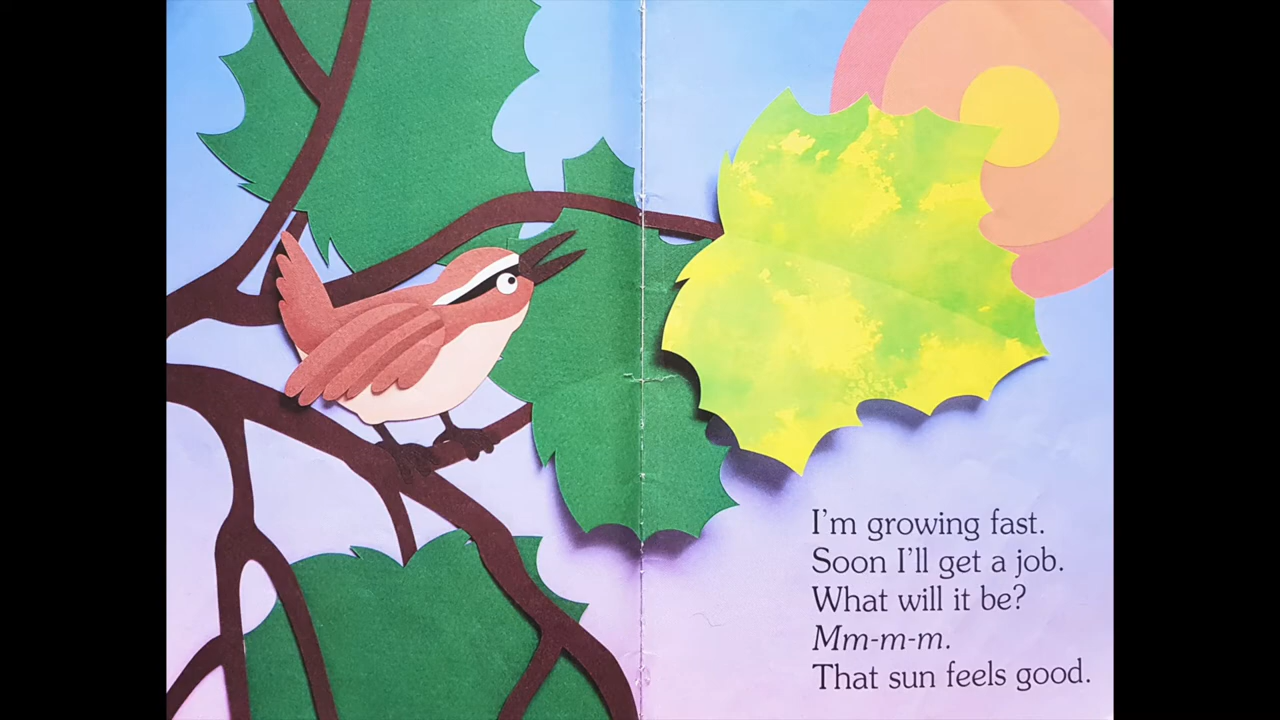 I'm growing fast.
Soon I'll get a job.
What will it be?
Mm-m-m.
That sun feels good.